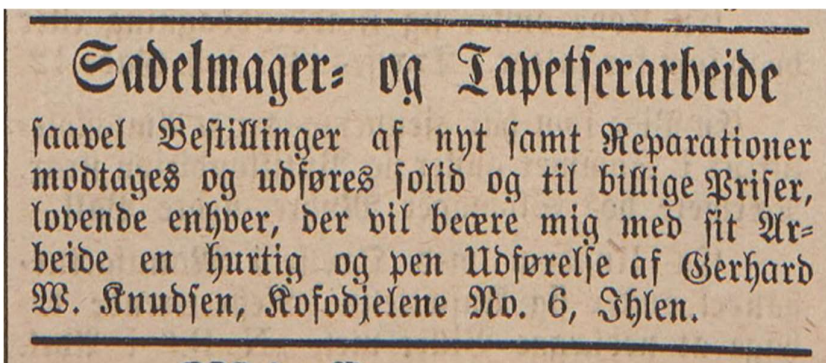 Sadelmager- og Tapetserarbeide
saavel Bestillinger af nyt samt Reparationer
modtages og udføres solid og til billige Priser,
lovende enhver, der vil beære mig med sit Ar-
beide en hurtig og pen Udførelse af Gerhard
W. Knudsen, Kofodjelene No. 6, Ihlen.